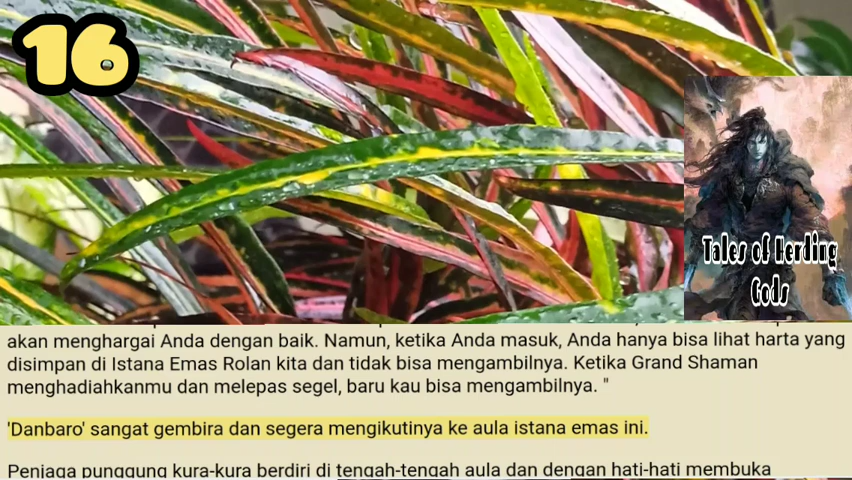 16
Tales of Herding
Gods
akan menghargai Anda dengan baik. Namun, ketika Anda masuk, Anda hanya bisa lihat harta yang
disimpan di Istana Emas Rolan kita dan tidak bisa mengambilnya. Ketika Grand Shaman
menghadiahkanmu dan melepas segel, baru kau bisa mengambilnya. "
'Danbaro' sangat gembira dan segera mengikutinya ke aula istana emas ini.
Penjaga punggung kura-kura berdiri di tengah-tengah aula dan dengan hati-hati membuka